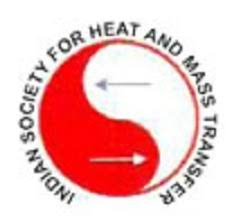 INDIAN SOCIETY FOR HEAT AND MASS TRANSFER